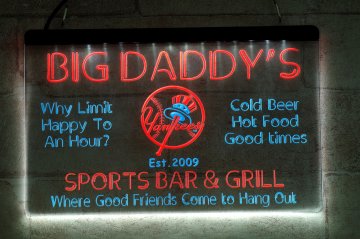 BIG DADDY'S
Why Limit
Happy To
An Hour?
Yankees
Cold Beer
Hot Food
Good times
Est.2009
SPORTS BAR & GRILL
Where Good Friends Come to Hang Out